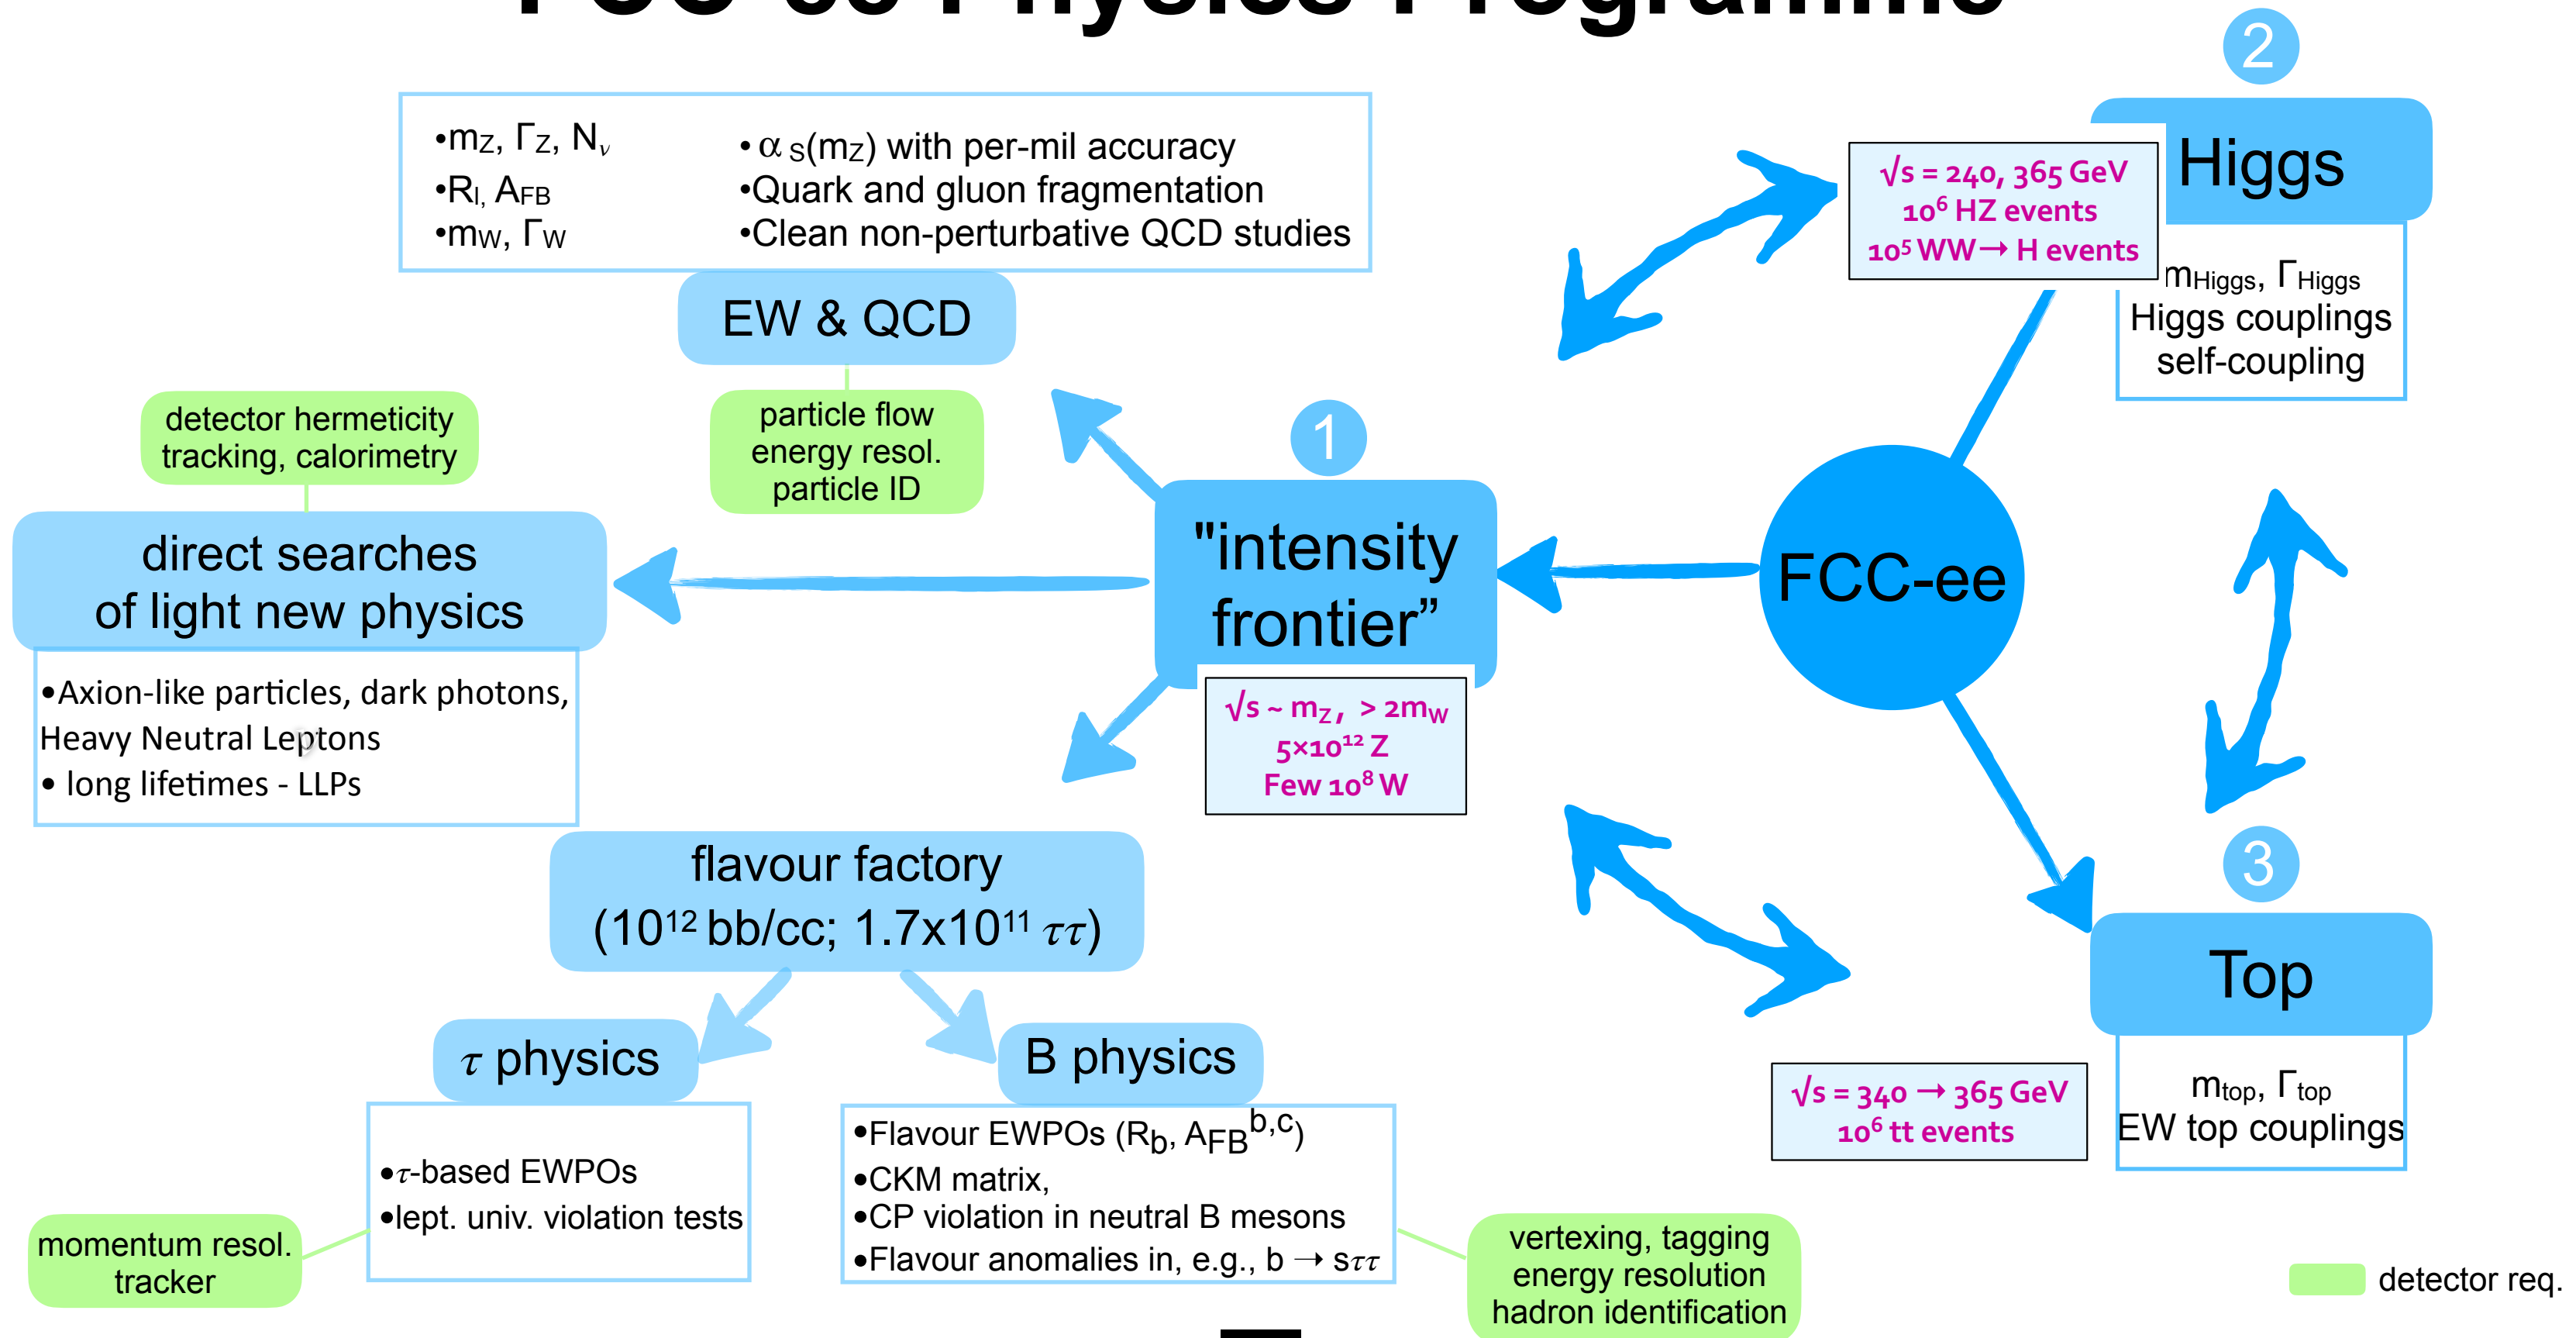 FCC-ee Physics Programme
2
•mZ, ΓZ, Nν
•Rl, AFB
•mW, ΓW
•αS(mZ) with per-mil accuracy
•Quark and gluon fragmentation
•Clean non-perturbative QCD studies
EW & QCD
particle flow
energy resol.
particle ID
detector hermeticity
tracking, calorimetry
direct searches
of light new physics
•Axion-like particles, dark photons,
Heavy Neutral Leptons
• long lifetimes - LLPs
1
"intensity
frontier”
√s ~ mZ, > 2mW
5×10¹² Z
Few 10⁸ W
FCC-ee
Higgs
√s = 240, 365 GeV
10⁶ HZ events
10⁵ WW→ H events
mHiggs, ΓHiggs
Higgs couplings
self-coupling
flavour factory
(10¹² bb/cc; 1.7x10¹¹ ττ)
τ physics
•τ-based EWPOs
•lept. univ. violation tests
momentum resol.
tracker
B physics
•Flavour EWPOs (Rb, AFB^b,c)
•CKM matrix,
•CP violation in neutral B mesons
•Flavour anomalies in, e.g., b → sττ
vertexing, tagging
energy resolution
hadron identification
3
Top
√s = 340 → 365 GeV
10⁶ tt events
mtop, Γtop
EW top couplings
detector req.